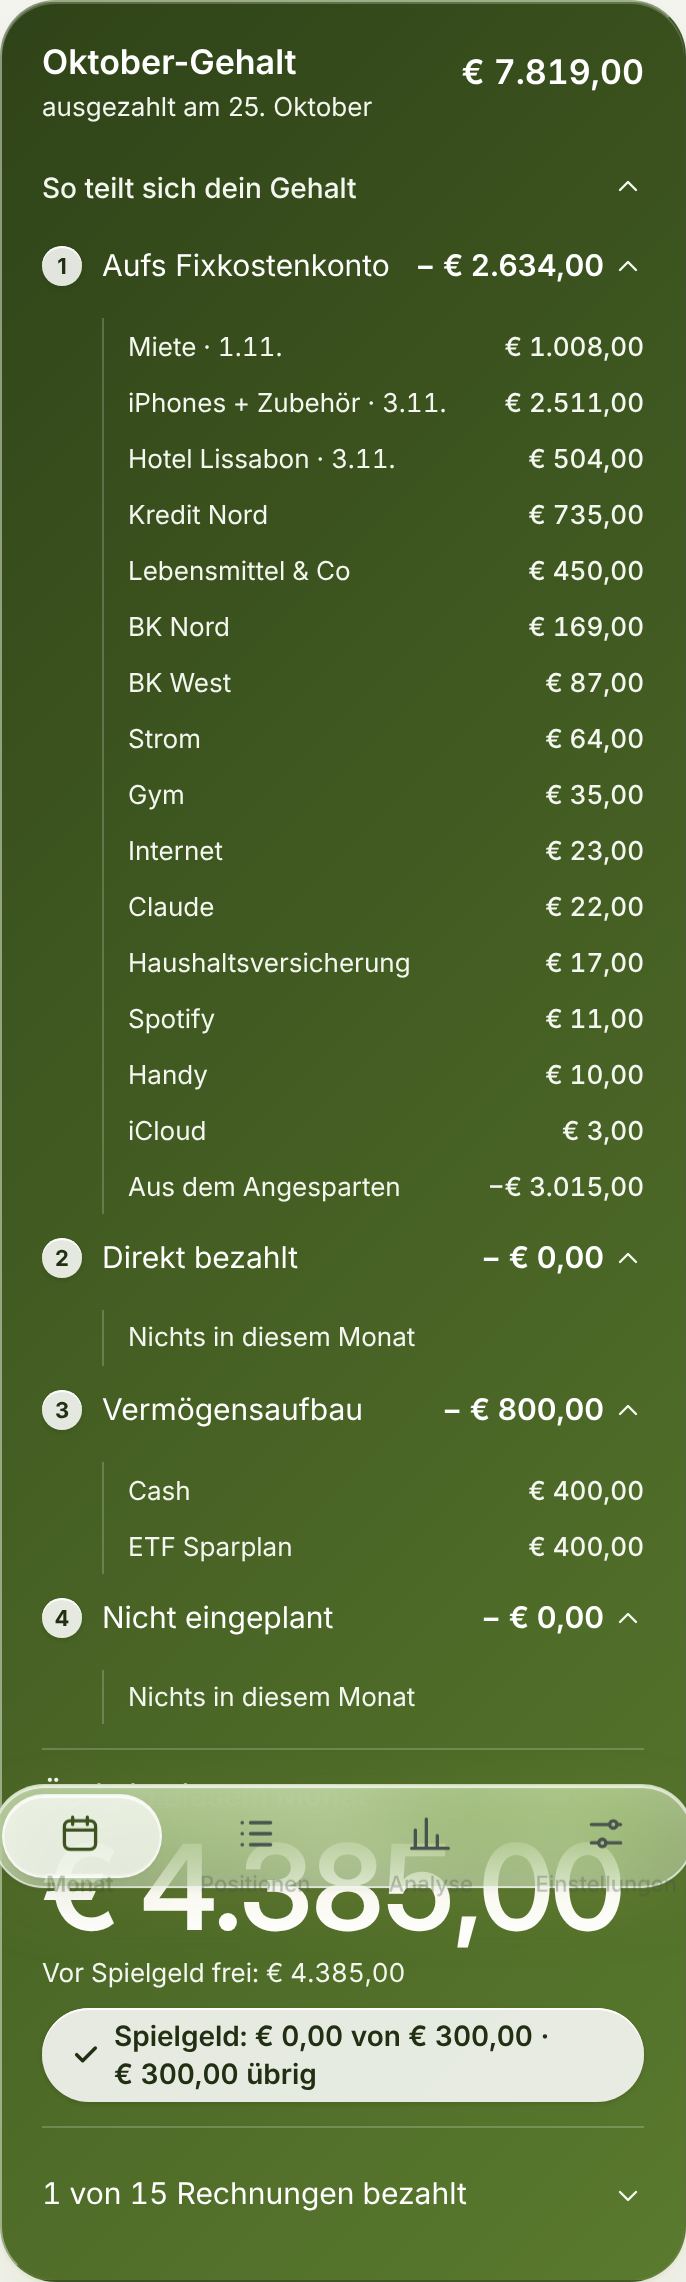 Oktober-Gehalt
€ 7.819,00
ausgezahlt am 25. Oktober
So teilt sich dein Gehalt
1 Aufs Fixkostenkonto – € 2.634,00
Miete · 1.11. € 1.008,00
iPhones + Zubehör · 3.11. € 2.511,00
Hotel Lissabon · 3.11. € 504,00
Kredit Nord € 735,00
Lebensmittel & Co € 450,00
BK Nord € 169,00
BK West € 87,00
Strom € 64,00
Gym € 35,00
Internet € 23,00
Claude € 22,00
Haushaltsversicherung € 17,00
Spotify € 11,00
Handy € 10,00
iCloud € 3,00
Aus dem Angesparten −€ 3.015,00
2 Direkt bezahlt – € 0,00
Nichts in diesem Monat
3 Vermögensaufbau – € 800,00
Cash € 400,00
ETF Sparplan € 400,00
4 Nicht eingeplant – € 0,00
Nichts in diesem Monat
Monat Positionen Analyse Einstellungen
€ 4.385,00
Vor Spielgeld frei: € 4.385,00
Spielgeld: € 0,00 von € 300,00 ·
€ 300,00 übrig
1 von 15 Rechnungen bezahlt